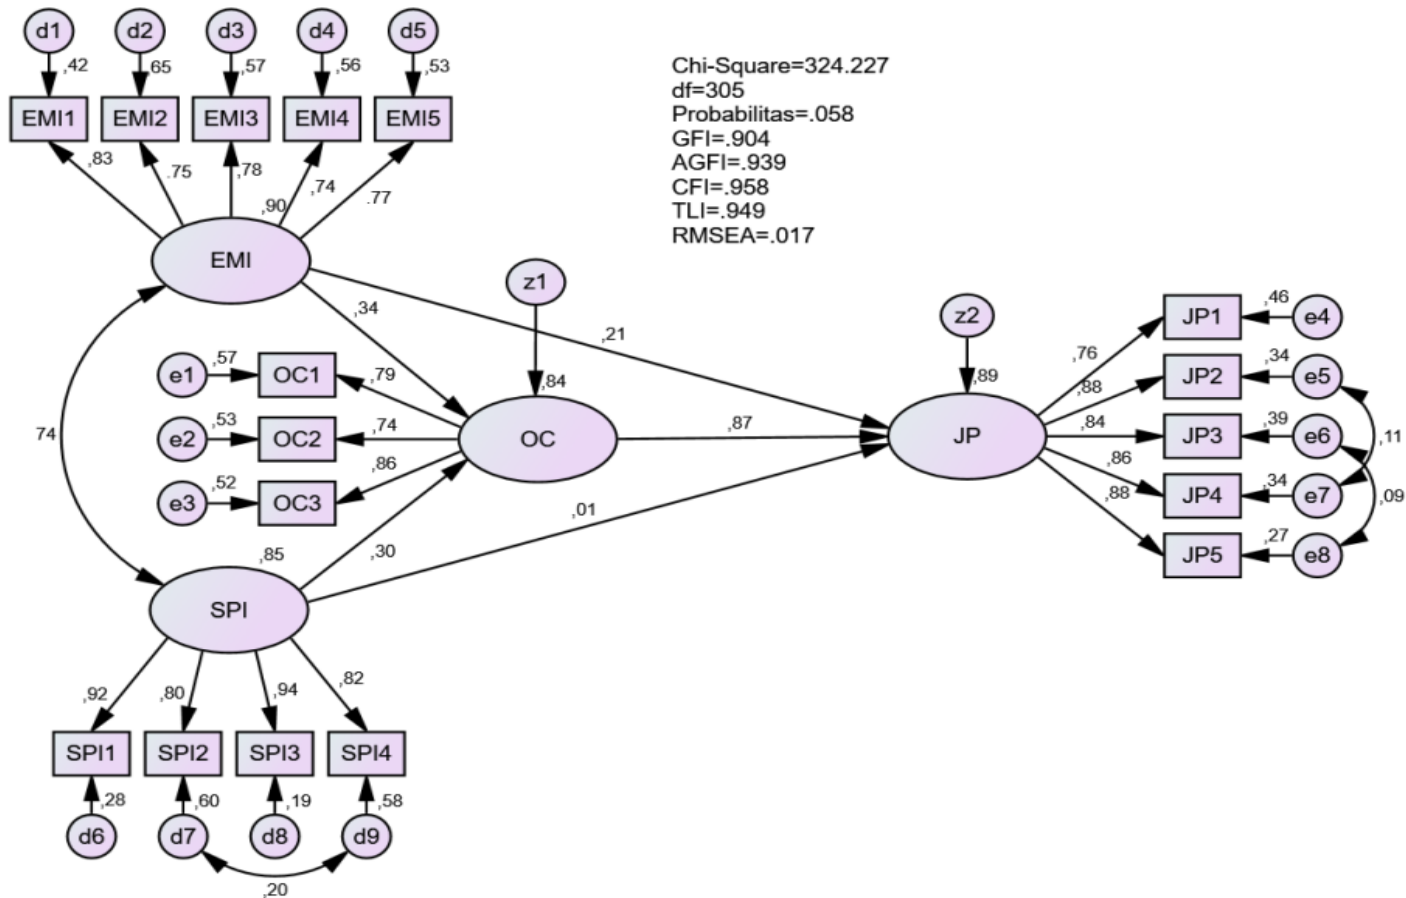 d1 d2 d3 d4 d5
,42 ,65 ,57 ,56 ,53
EMI1 EMI2 EMI3 EMI4 EMI5
,83 .75 ,78 ,74 .77
,90
EMI
Chi-Square=324.227
df=305
Probabilitas=.058
GFI=.904
AGFI=.939
CFI=.958
TLI=.949
RMSEA=.017
z1
z2
,34
,21
,84
,89
e1 ,57 OC1 ,79
e2 ,53 OC2 ,74
e3 ,52 OC3 ,86
OC
,87
JP
74
,01
,30
,85
SPI
,76 JP1 ,46 e4
,88 JP2 ,34 e5
,84 JP3 ,39 e6
,86 JP4 ,34 e7
,88 JP5 ,27 e8
,11
,09
,92 ,80 ,94 ,82
SPI1 SPI2 SPI3 SPI4
,28 ,60 ,19 ,58
d6 d7 d8 d9
,20